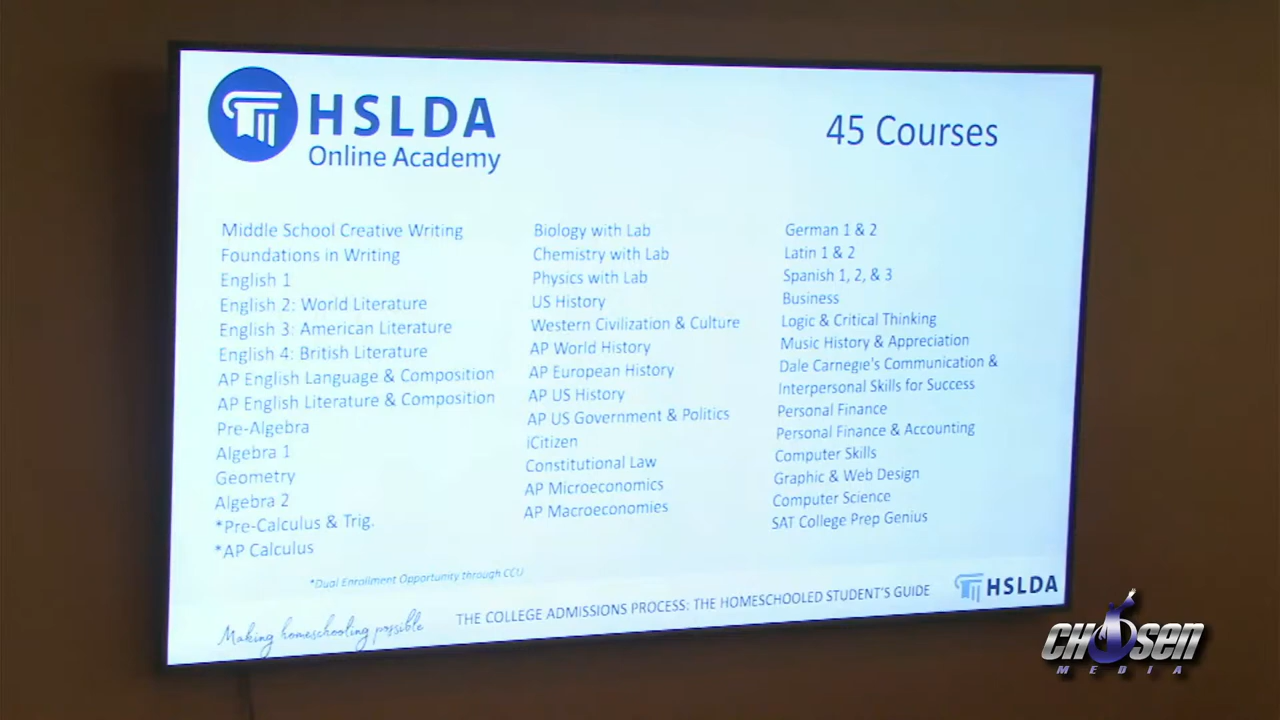 HSLDA
Online Academy
45 Courses
Middle School Creative Writing
Foundations in Writing
English 1
English 2: World Literature
English 3: American Literature
English 4: British Literature
AP English Language & Composition
AP English Literature & Composition
Pre-Algebra
Algebra 1
Geometry
Algebra 2
*Pre-Calculus & Trig.
*AP Calculus
*Dual Enrollment Opportunity through CCU
Biology with Lab
Chemistry with Lab
Physics with Lab
US History
Western Civilization & Culture
AP World History
AP European History
AP US History
AP US Government & Politics
iCitizen
Constitutional Law
AP Microeconomics
AP Macroeconomies
German 1 & 2
Latin 1 & 2
Spanish 1, 2, & 3
Business
Logic & Critical Thinking
Music History & Appreciation
Dale Carnegie's Communication &
Interpersonal Skills for Success
Personal Finance
Personal Finance & Accounting
Computer Skills
Graphic & Web Design
Computer Science
SAT College Prep Genius
Making homeschooling possible
THE COLLEGE ADMISSIONS PROCESS: THE HOMESCHOOLED STUDENT'S GUIDE
HSLDA
CHOSEN
MEDIA